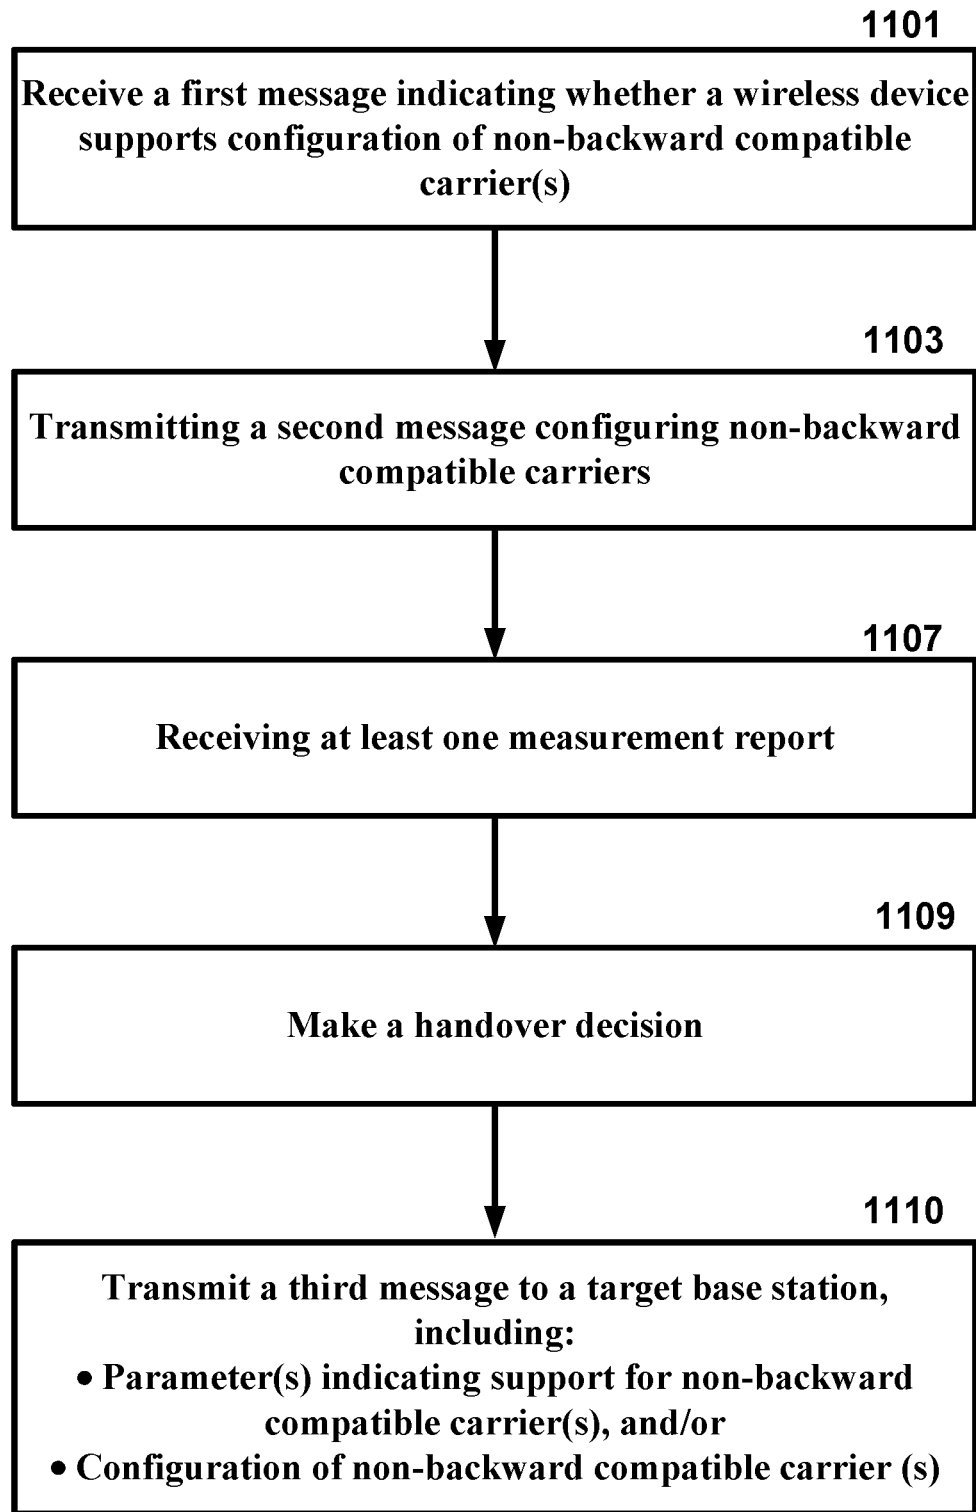 1101
Receive a first message indicating whether a wireless device
supports configuration of non-backward compatible
carrier(s)
1103
Transmitting a second message configuring non-backward
compatible carriers
1107
Receiving at least one measurement report
1109
Make a handover decision
1110
Transmit a third message to a target base station,
including:
• Parameter(s) indicating support for non-backward
compatible carrier(s), and/or
• Configuration of non-backward compatible carrier (s)